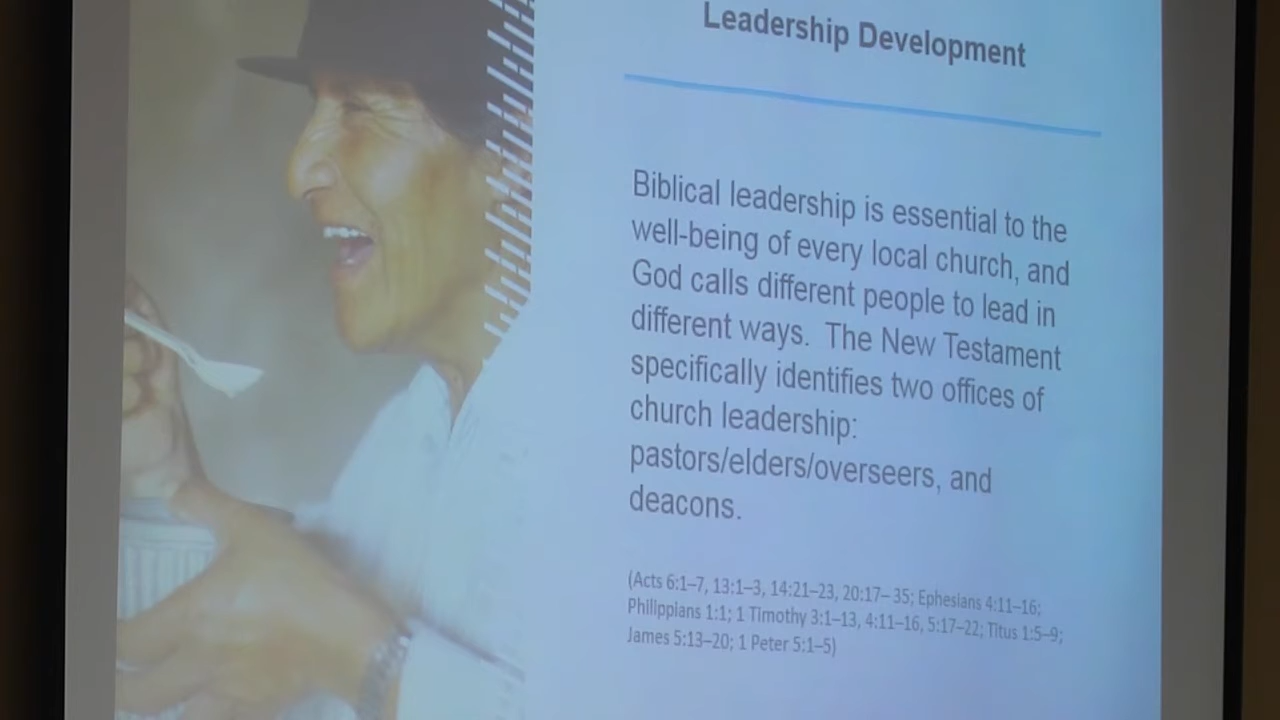 Leadership Development
Biblical leadership is essential to the
well-being of every local church, and
God calls different people to lead in
different ways. The New Testament
specifically identifies two offices of
church leadership:
pastors/elders/overseers, and
deacons.
(Acts 6:1–7, 13:1–3, 14:21–23, 20:17– 35; Ephesians 4:11–16;
Philippians 1:1; 1 Timothy 3:1–13, 4:11–16, 5:17–22; Titus 1:5–9;
James 5:13–20; 1 Peter 5:1–5)